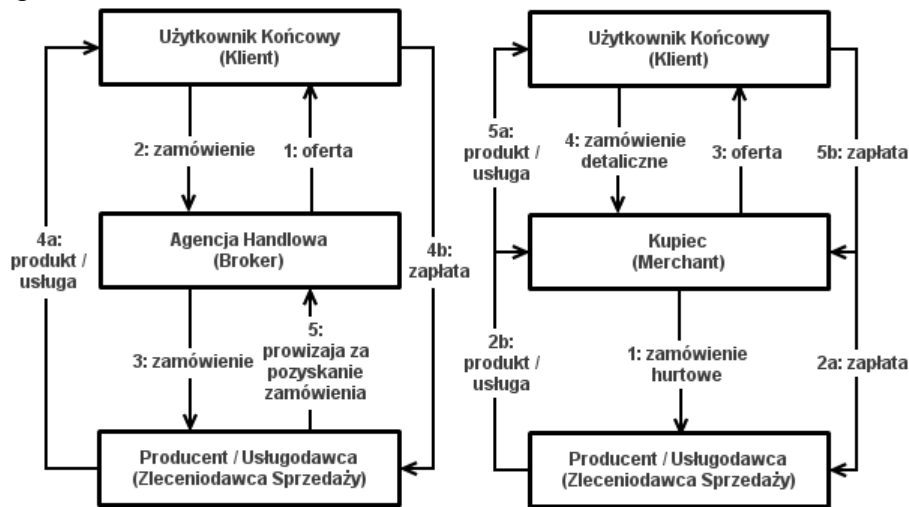 Użytkownik Końcowy
(Klient)
2: zamówienie
1: oferta
Agencja Handlowa
(Broker)
4a:
produkt /
usługa
4b:
zapłata
3: zamówienie
5:
prowizaja za
pozyskanie
zamówienia
Producent / Usługodawca
(Zleceniodawca Sprzedaży)
Użytkownik Końcowy
(Klient)
5a:
produkt /
usługa
4: zamówienie
detaliczne
3: oferta
5b: zapłata
Kupiec
(Merchant)
2b:
produkt /
usługa
1: zamówienie
hurtowe
2a: zapłata
Producent / Usługodawca
(Zleceniodawca Sprzedaży)